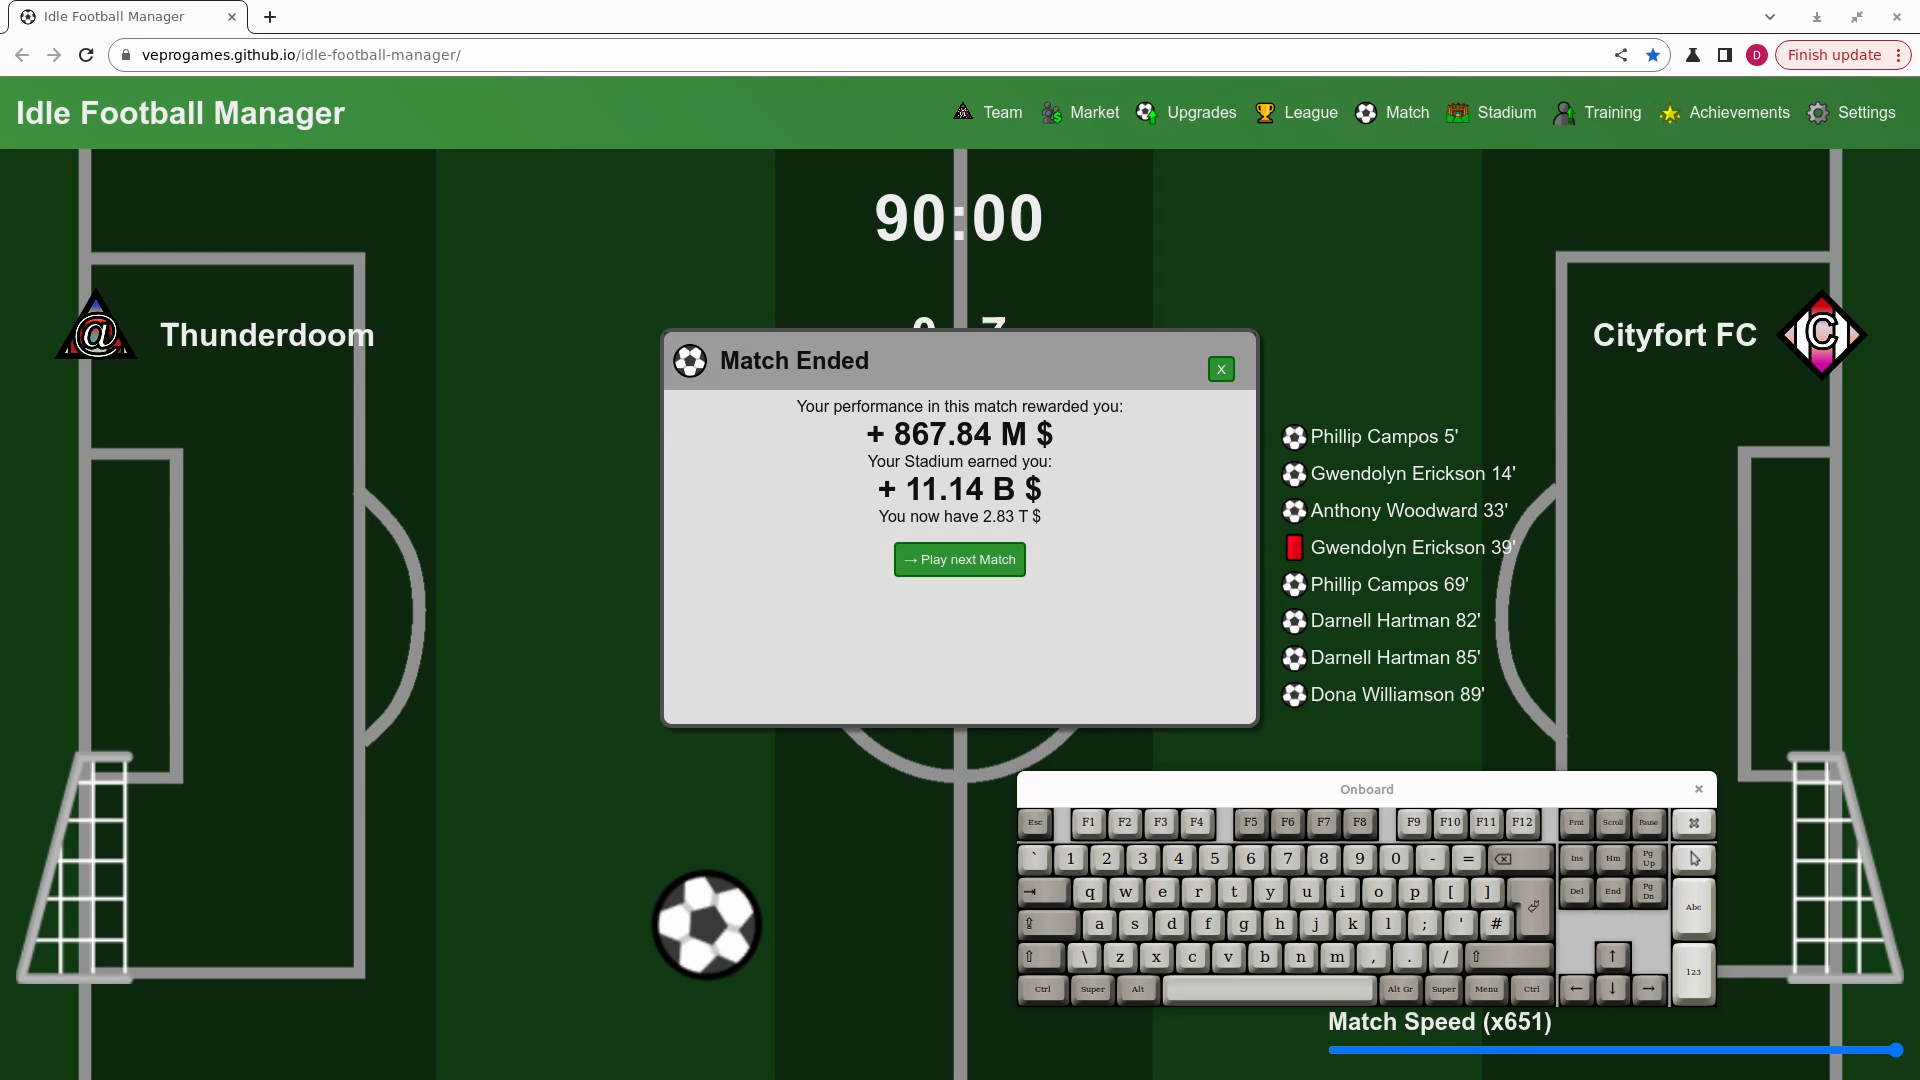 Idle Football Manager
veprogames.github.io/idle-football-manager/
D
Finish update
Idle Football Manager
Team
Market
Upgrades
League
Match
Stadium
Training
Achievements
Settings
90:00
@
Thunderdoom
Cityfort FC
C
Match Ended
X
Your performance in this match rewarded you:
+ 867.84 M $
Your Stadium earned you:
+ 11.14 B $
You now have 2.83 T $
→ Play next Match
Phillip Campos 5'
Gwendolyn Erickson 14'
Anthony Woodward 33'
Gwendolyn Erickson 39'
Phillip Campos 69'
Darnell Hartman 82'
Darnell Hartman 85'
Dona Williamson 89'
Onboard
Esc F1 F2 F3 F4 F5 F6 F7 F8 F9 F10 F11 F12 Prnt Scroll Pause
` 1 2 3 4 5 6 7 8 9 0 - = Ins Hm Pg Up
q w e r t y u i o p [ ] Del End Pg Dn Abc
a s d f g h j k l ; ' #
\ z x c v b n m , . / ↑
Ctrl Super Alt Alt Gr Super Menu Ctrl ← ↓ → 123
Match Speed (x651)